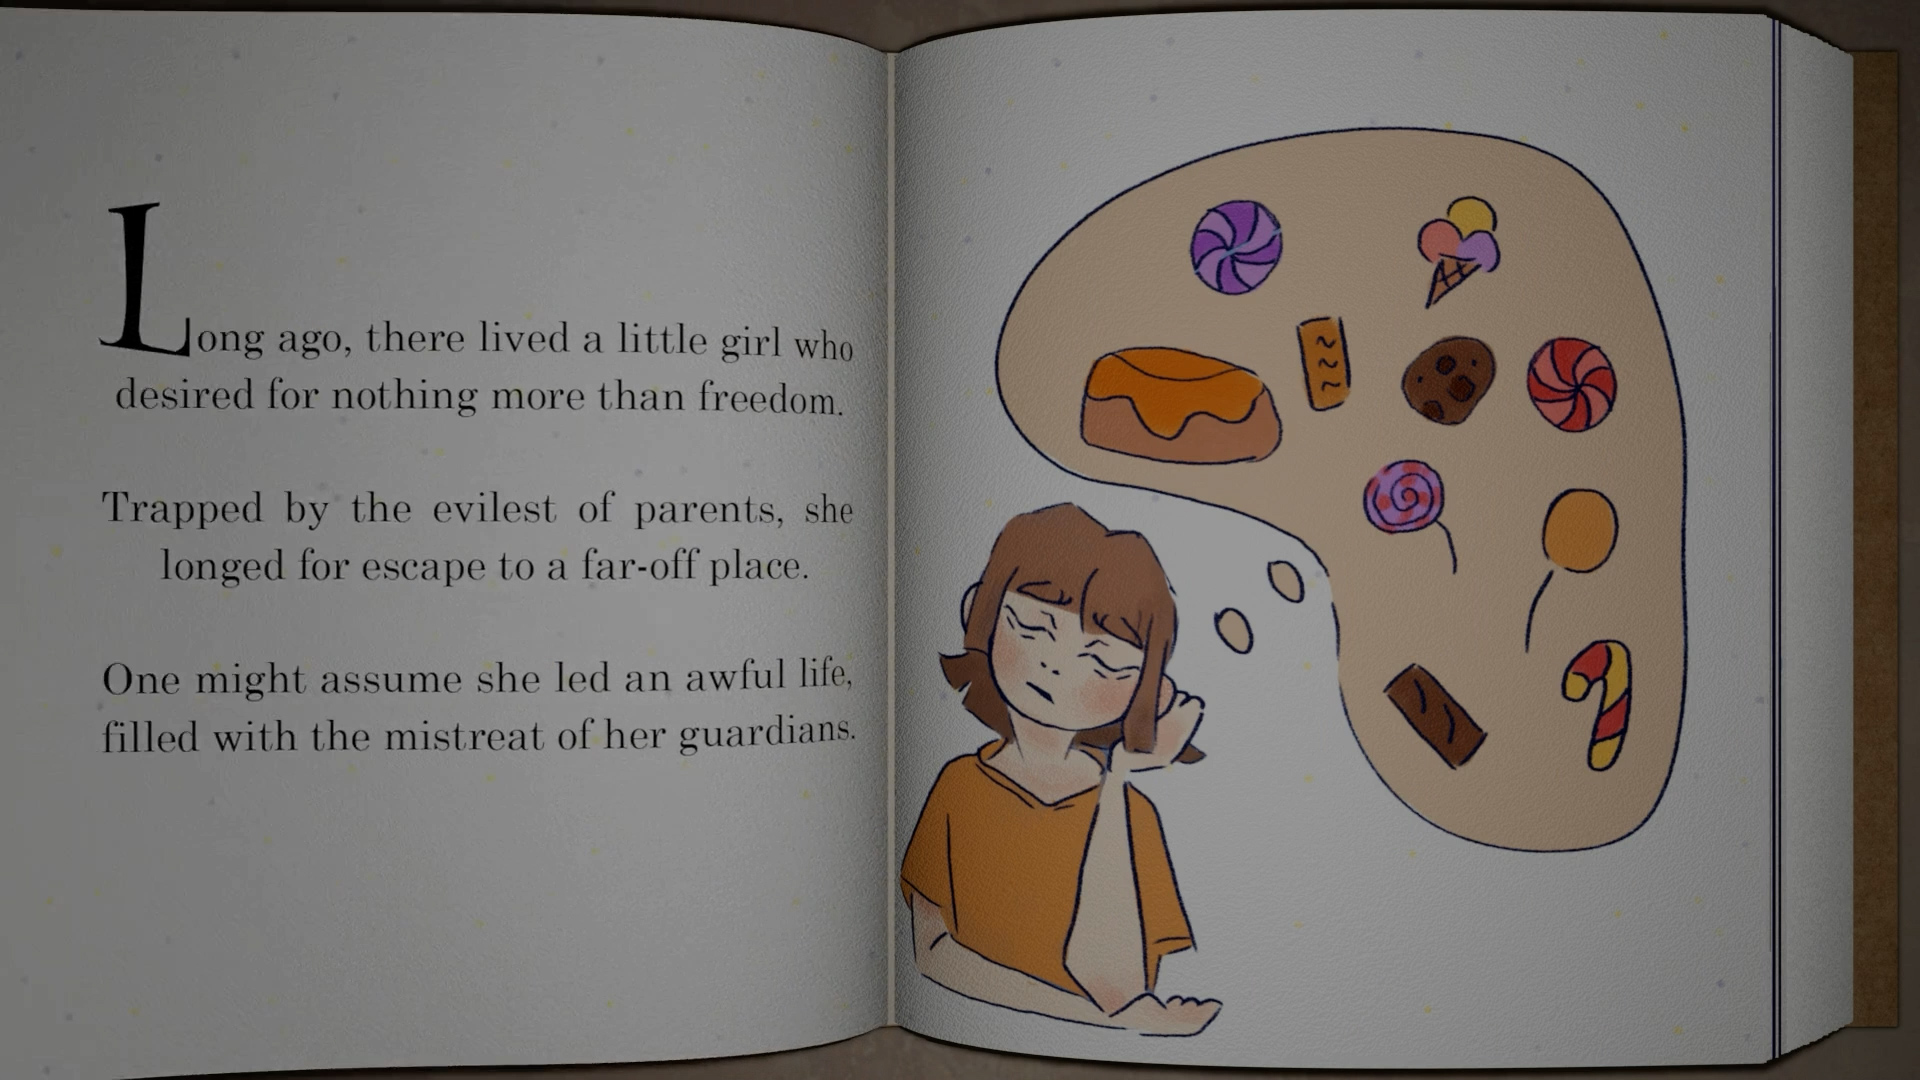 Long ago, there lived a little girl who
desired for nothing more than freedom.
Trapped by the evilest of parents, she
longed for escape to a far-off place.
One might assume she led an awful life,
filled with the mistreat of her guardians.